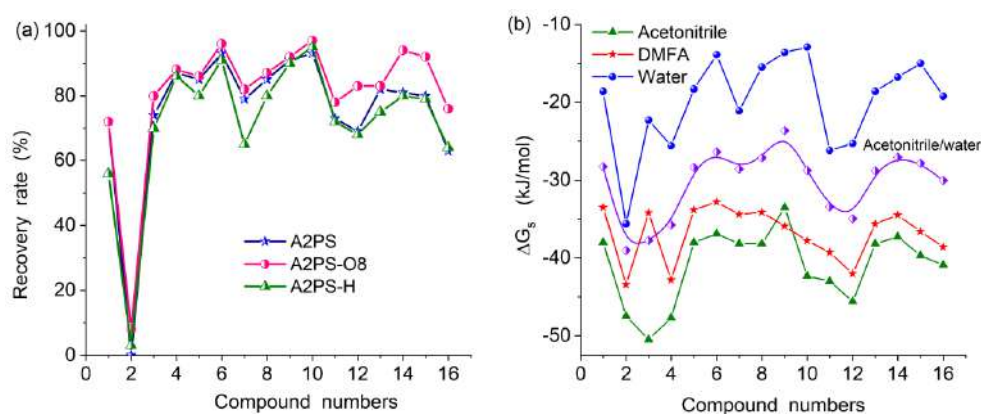 (a)
100
80
60
40
20
0
Recovery rate (%)
A2PS
A2PS-O8
A2PS-H
0 2 4 6 8 10 12 14 16
Compound numbers
(b)
-10
-20
-30
-40
-50
ΔGs (kJ/mol)
Acetonitrile
DMFA
Water
Acetonitrile/water
0 2 4 6 8 10 12 14 16
Compound numbers